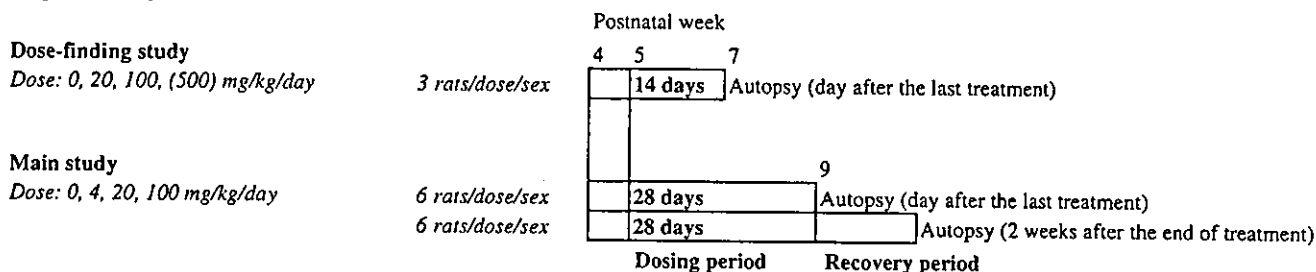 Postnatal week
Dose-finding study 4 5 7
Dose: 0, 20, 100, (500) mg/kg/day 3 rats/dose/sex 14 days Autopsy (day after the last treatment)
Main study 9
Dose: 0, 4, 20, 100 mg/kg/day 6 rats/dose/sex 28 days Autopsy (day after the last treatment)
6 rats/dose/sex 28 days Autopsy (2 weeks after the end of treatment)
Dosing period Recovery period